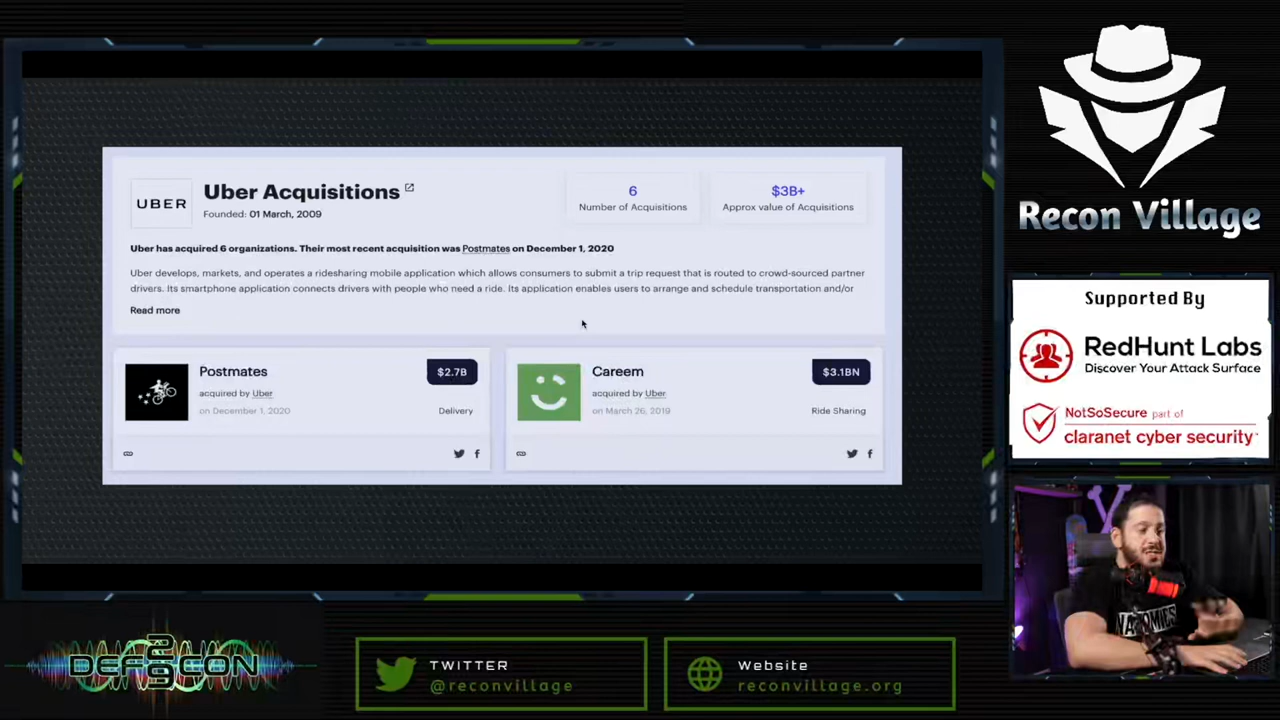 UBER
Uber Acquisitions
Founded: 01 March, 2009
6
Number of Acquisitions
$3B+
Approx value of Acquisitions
Uber has acquired 6 organizations. Their most recent acquisition was Postmates on December 1, 2020
Uber develops, markets, and operates a ridesharing mobile application which allows consumers to submit a trip request that is routed to crowd-sourced partner
drivers. Its smartphone application connects drivers with people who need a ride. Its application enables users to arrange and schedule transportation and/or
Read more
Postmates
$2.7B
acquired by Uber
on December 1, 2020
Delivery
Careem
$3.1BN
acquired by Uber
on March 26, 2019
Ride Sharing
Recon Village
Supported By
RedHunt Labs
Discover Your Attack Surface
NotSoSecure part of
claranet cyber security™
DEFCON
29
TWITTER
@reconvillage
Website
reconvillage.org